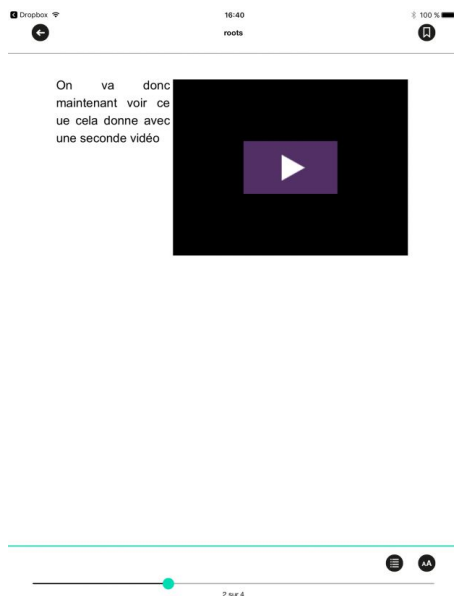 Dropbox 16:40 100 %
roots
On va donc
maintenant voir ce
ue cela donne avec
une seconde vidéo
AA
2 sur 4